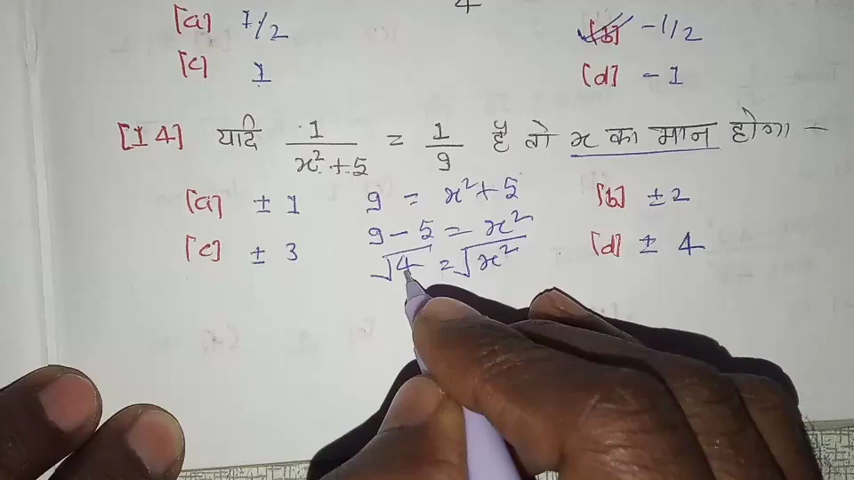 4
[a] 7/2 [b] -1/2
[c] 1 [d] -1
[14] यदि 1/(x²+5) = 1/9 है तो x का मान होगा -
[a] ±1 9 = x²+5 [b] ±2
9-5 = x²
[c] ±3 √4 = √x² [d] ±4